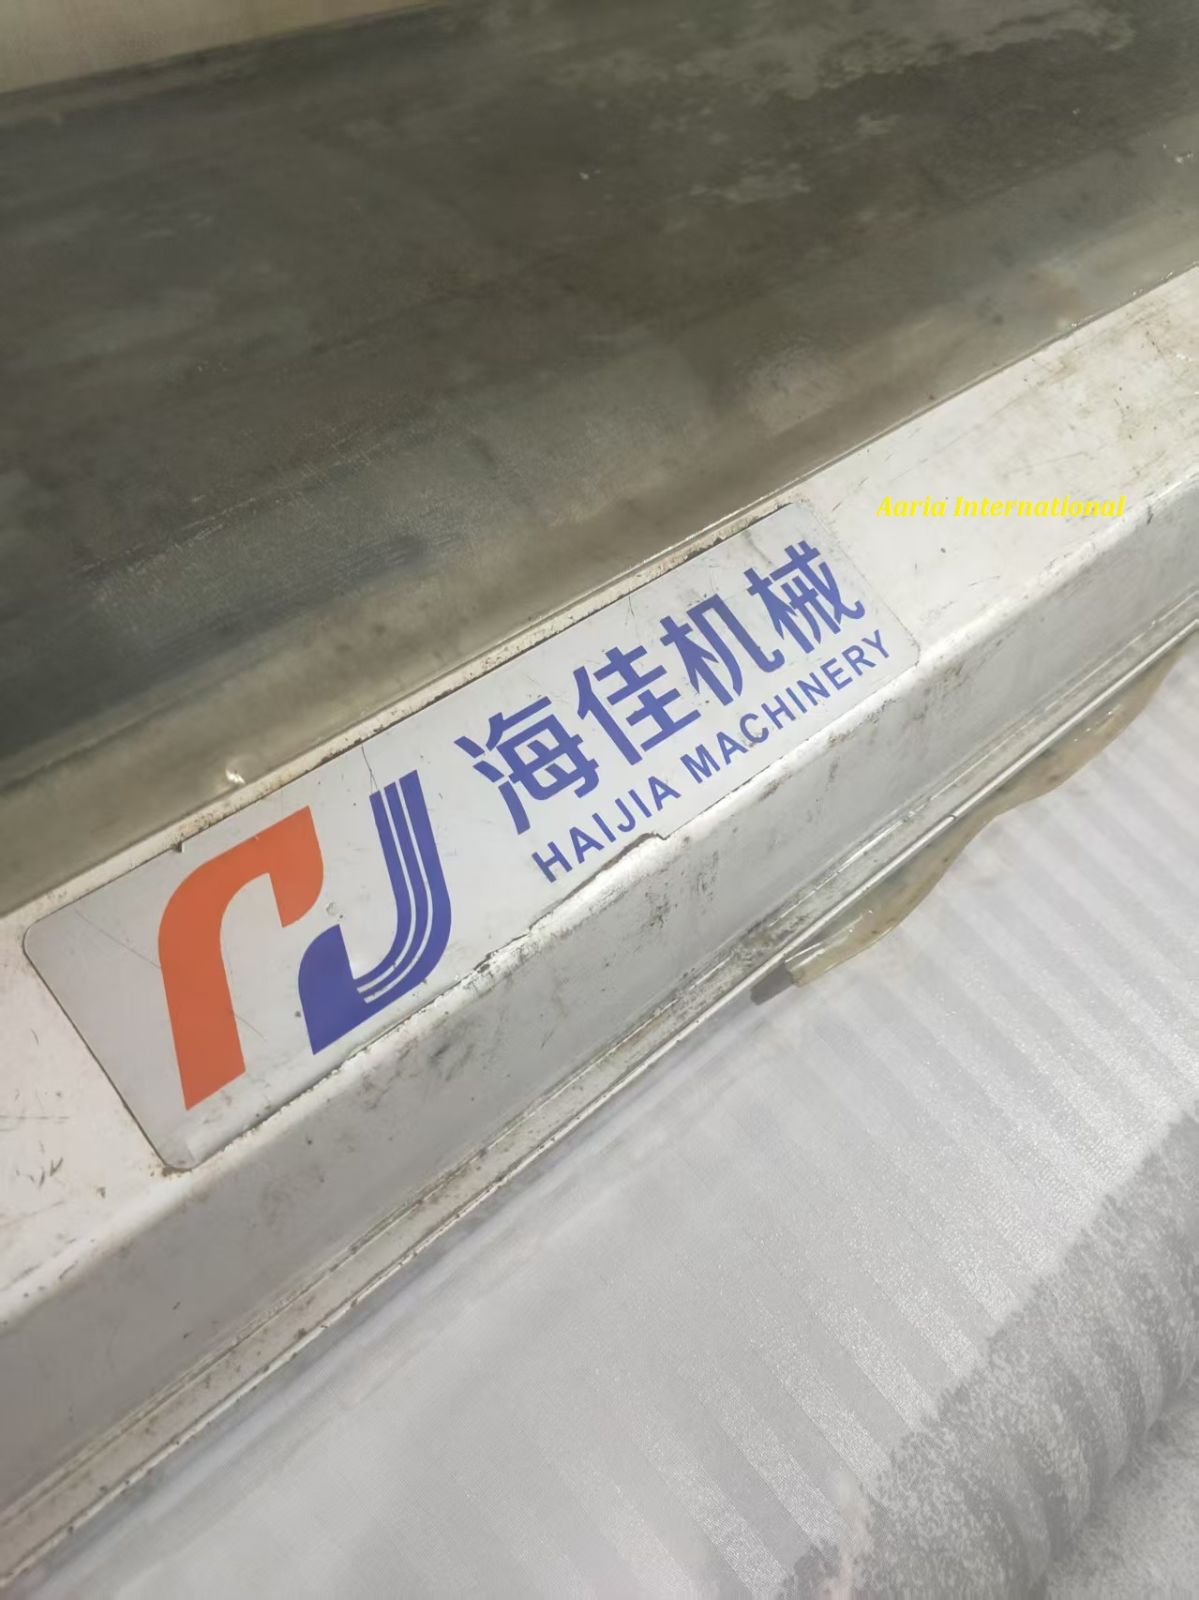 Aaria International
海佳机械
HAIJIA MACHINERY